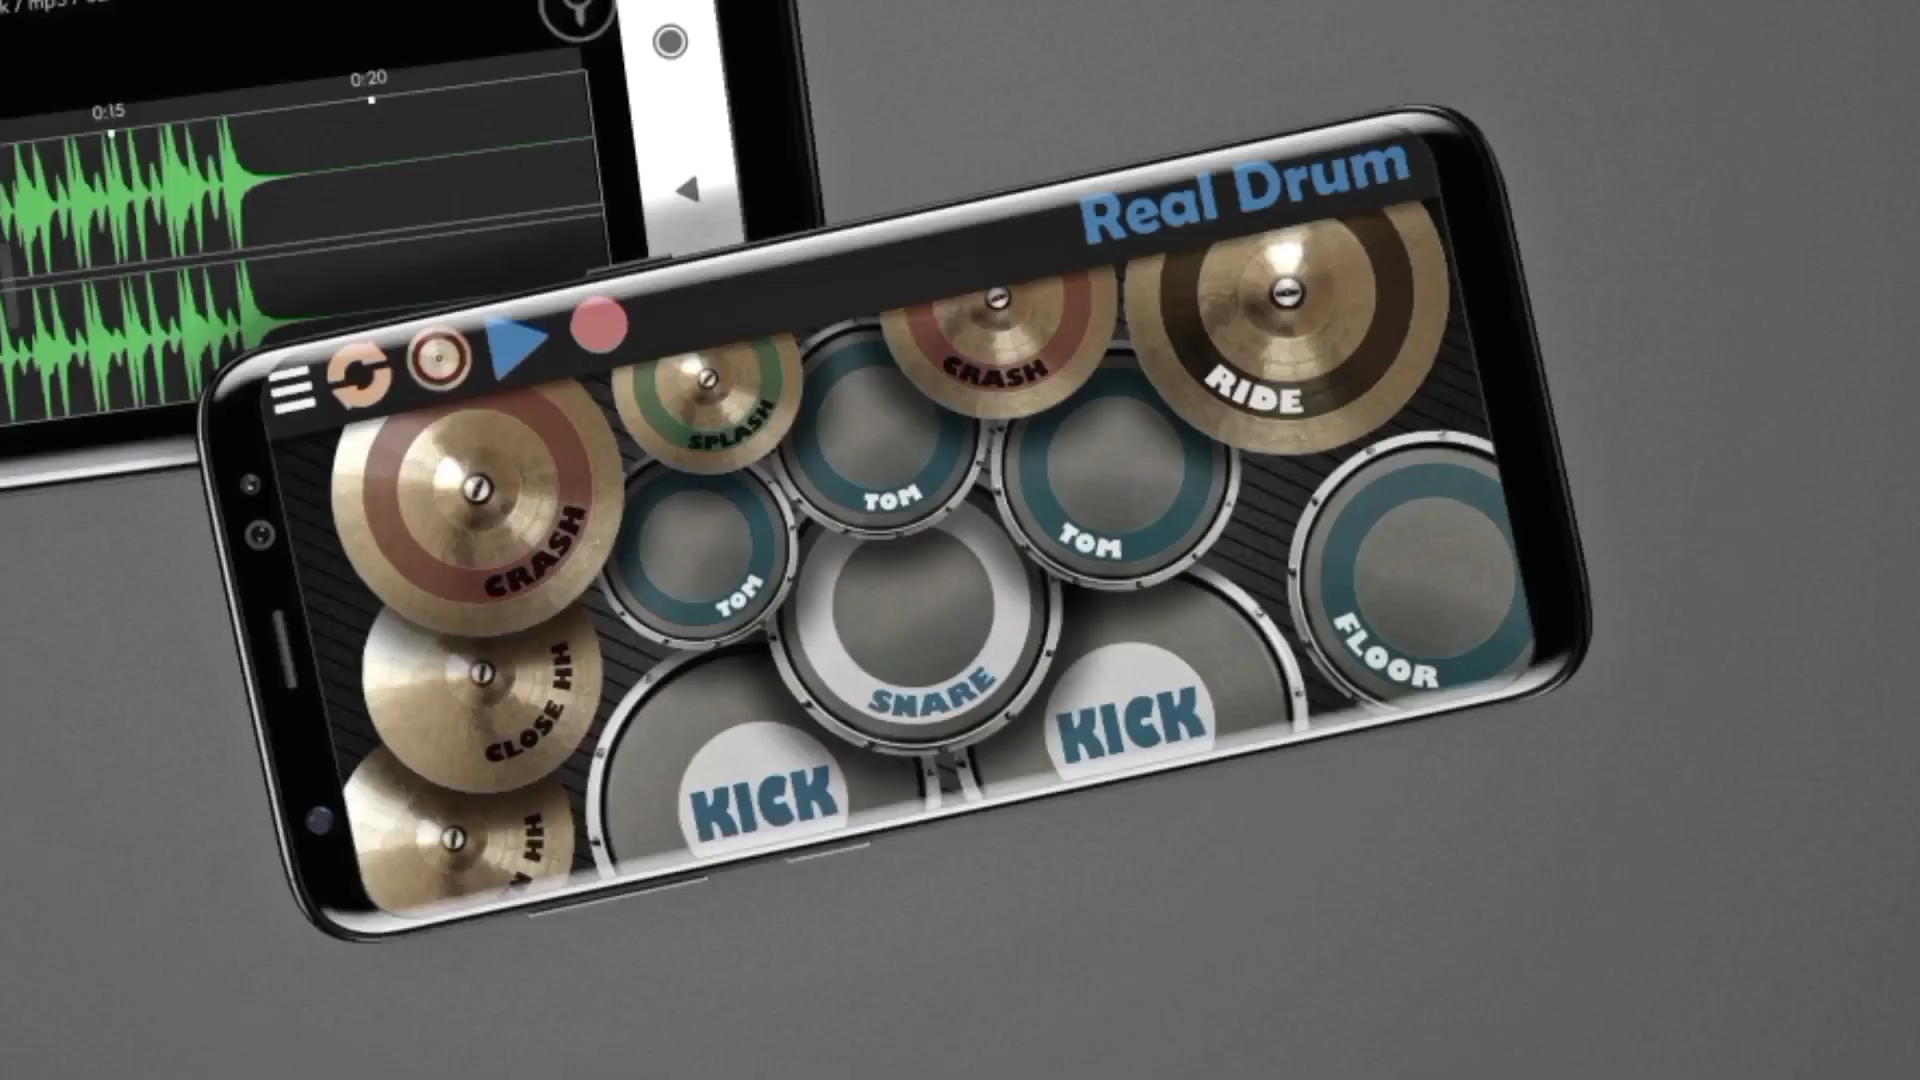 0:15
0:20
Real Drum
CRASH
SPLASH
CRASH
RIDE
TOM
TOM
TOM
FLOOR
CLOSE HH
SNARE
KICK
KICK
HH